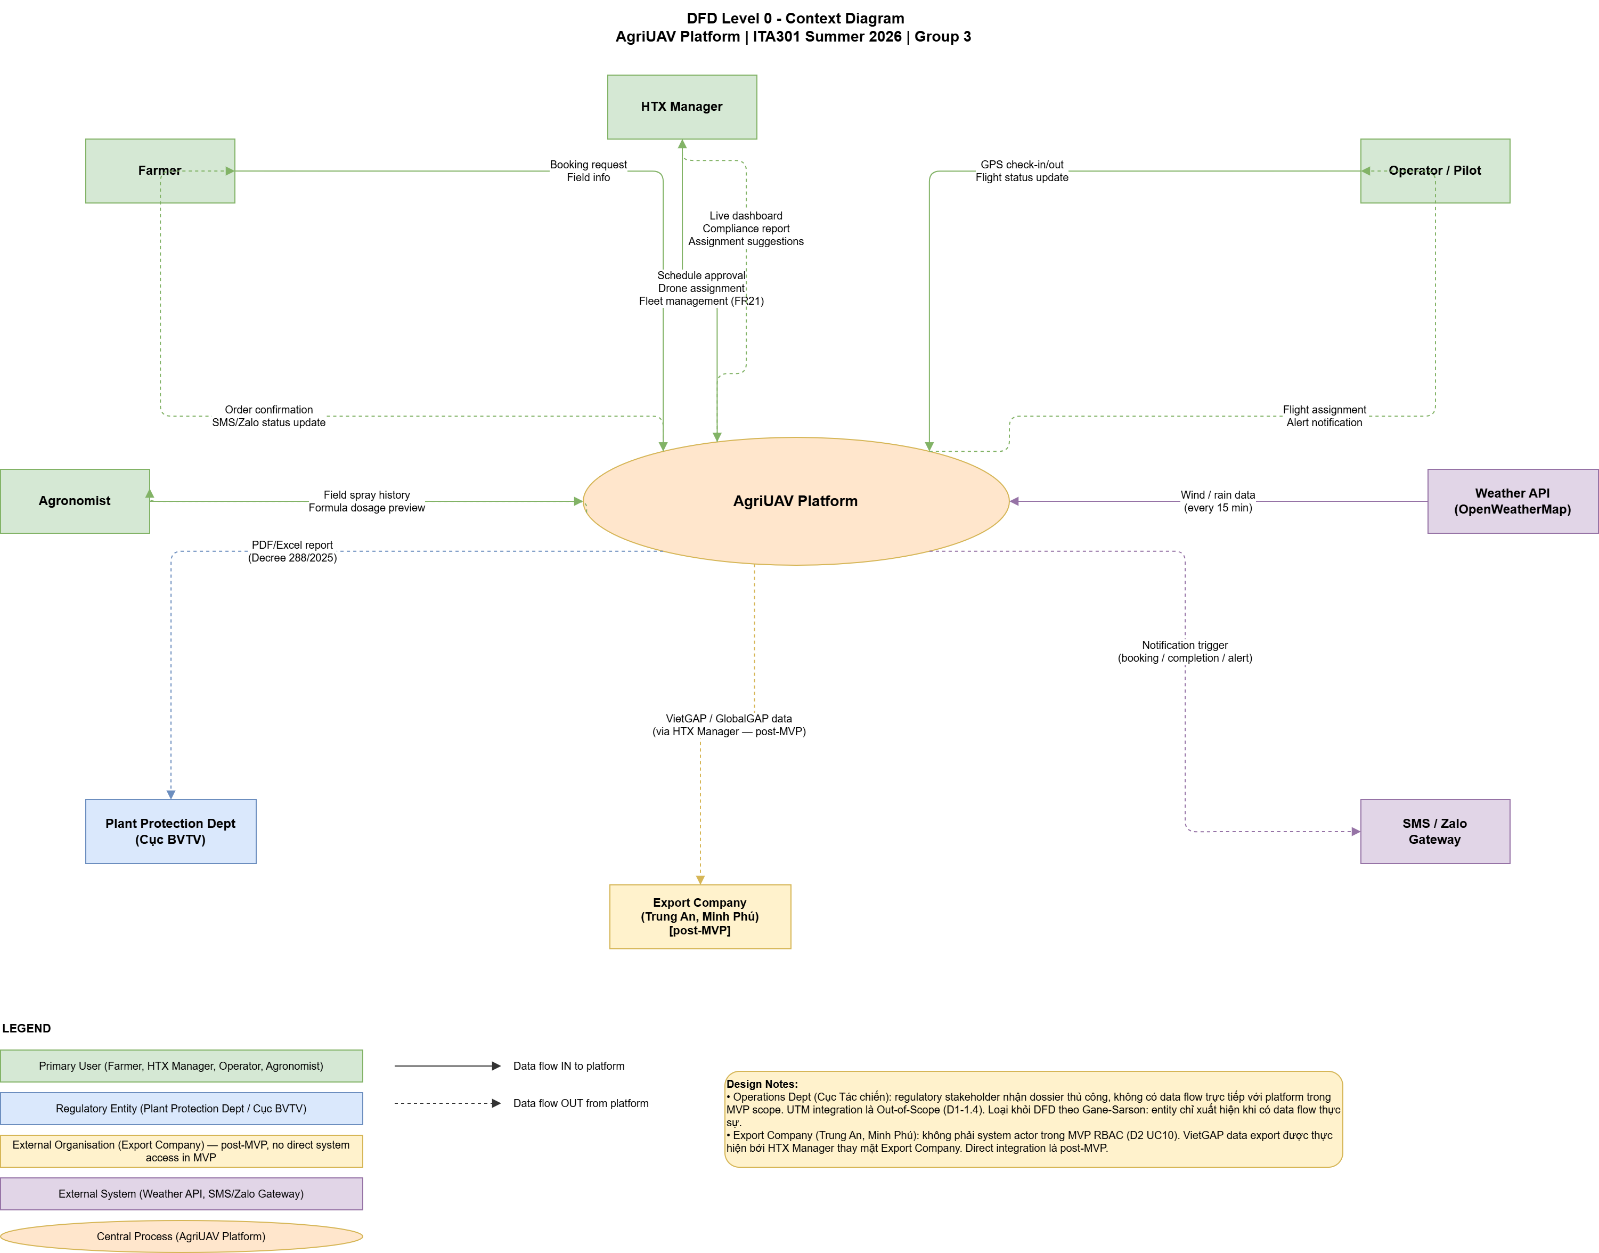 DFD Level 0 - Context Diagram
AgriUAV Platform | ITA301 Summer 2026 | Group 3
HTX Manager
Farmer
Booking request
Field info
GPS check-in/out
Flight status update
Operator / Pilot
Live dashboard
Compliance report
Assignment suggestions
Schedule approval
Drone assignment
Fleet management (FR21)
Order confirmation
SMS/Zalo status update
Flight assignment
Alert notification
Agronomist
Field spray history
Formula dosage preview
AgriUAV Platform
Wind / rain data
(every 15 min)
Weather API
(OpenWeatherMap)
PDF/Excel report
(Decree 288/2025)
Notification trigger
(booking / completion / alert)
VietGAP / GlobalGAP data
(via HTX Manager — post-MVP)
Plant Protection Dept
(Cục BVTV)
SMS / Zalo
Gateway
Export Company
(Trung An, Minh Phú)
[post-MVP]
LEGEND
Primary User (Farmer, HTX Manager, Operator, Agronomist)
Data flow IN to platform
Regulatory Entity (Plant Protection Dept / Cục BVTV)
Data flow OUT from platform
External Organisation (Export Company) — post-MVP, no direct system
access in MVP
External System (Weather API, SMS/Zalo Gateway)
Central Process (AgriUAV Platform)
Design Notes:
• Operations Dept (Cục Tác chiến): regulatory stakeholder nhận dossier thủ công, không có data flow trực tiếp với platform trong
MVP scope. UTM integration là Out-of-Scope (D1-1.4). Loại khỏi DFD theo Gane-Sarson: entity chỉ xuất hiện khi có data flow thực
sự.
• Export Company (Trung An, Minh Phú): không phải system actor trong MVP RBAC (D2 UC10). VietGAP data export được thực
hiện bởi HTX Manager thay mặt Export Company. Direct integration là post-MVP.